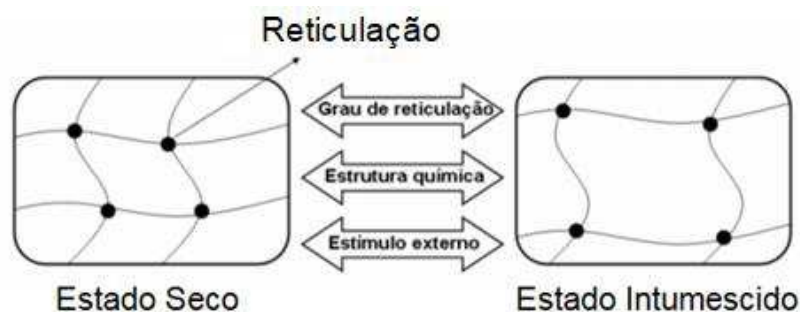 Reticulação
Grau de reticulação
Estrutura química
Estímulo externo
Estado Seco
Estado Intumescido